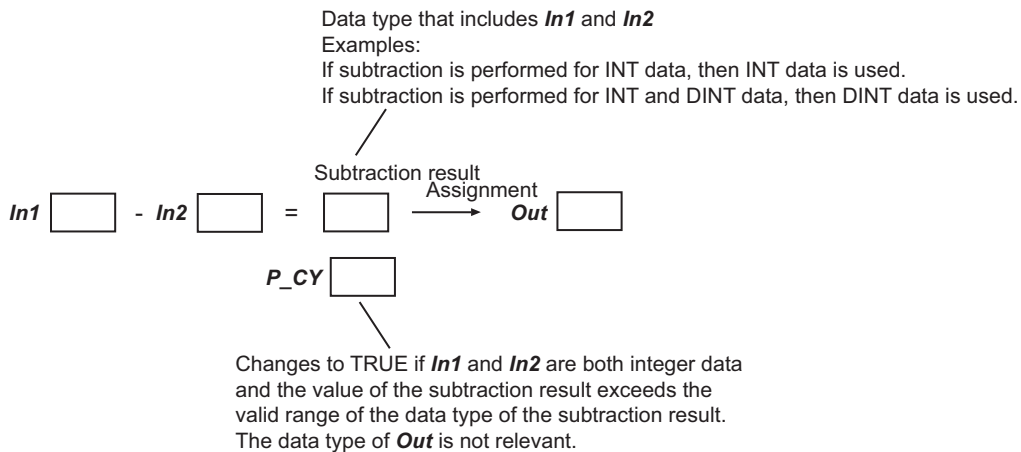 Data type that includes In1 and In2
Examples:
If subtraction is performed for INT data, then INT data is used.
If subtraction is performed for INT and DINT data, then DINT data is used.
Subtraction result
Assignment
In1 - In2 = Out
P_CY
Changes to TRUE if In1 and In2 are both integer data
and the value of the subtraction result exceeds the
valid range of the data type of the subtraction result.
The data type of Out is not relevant.